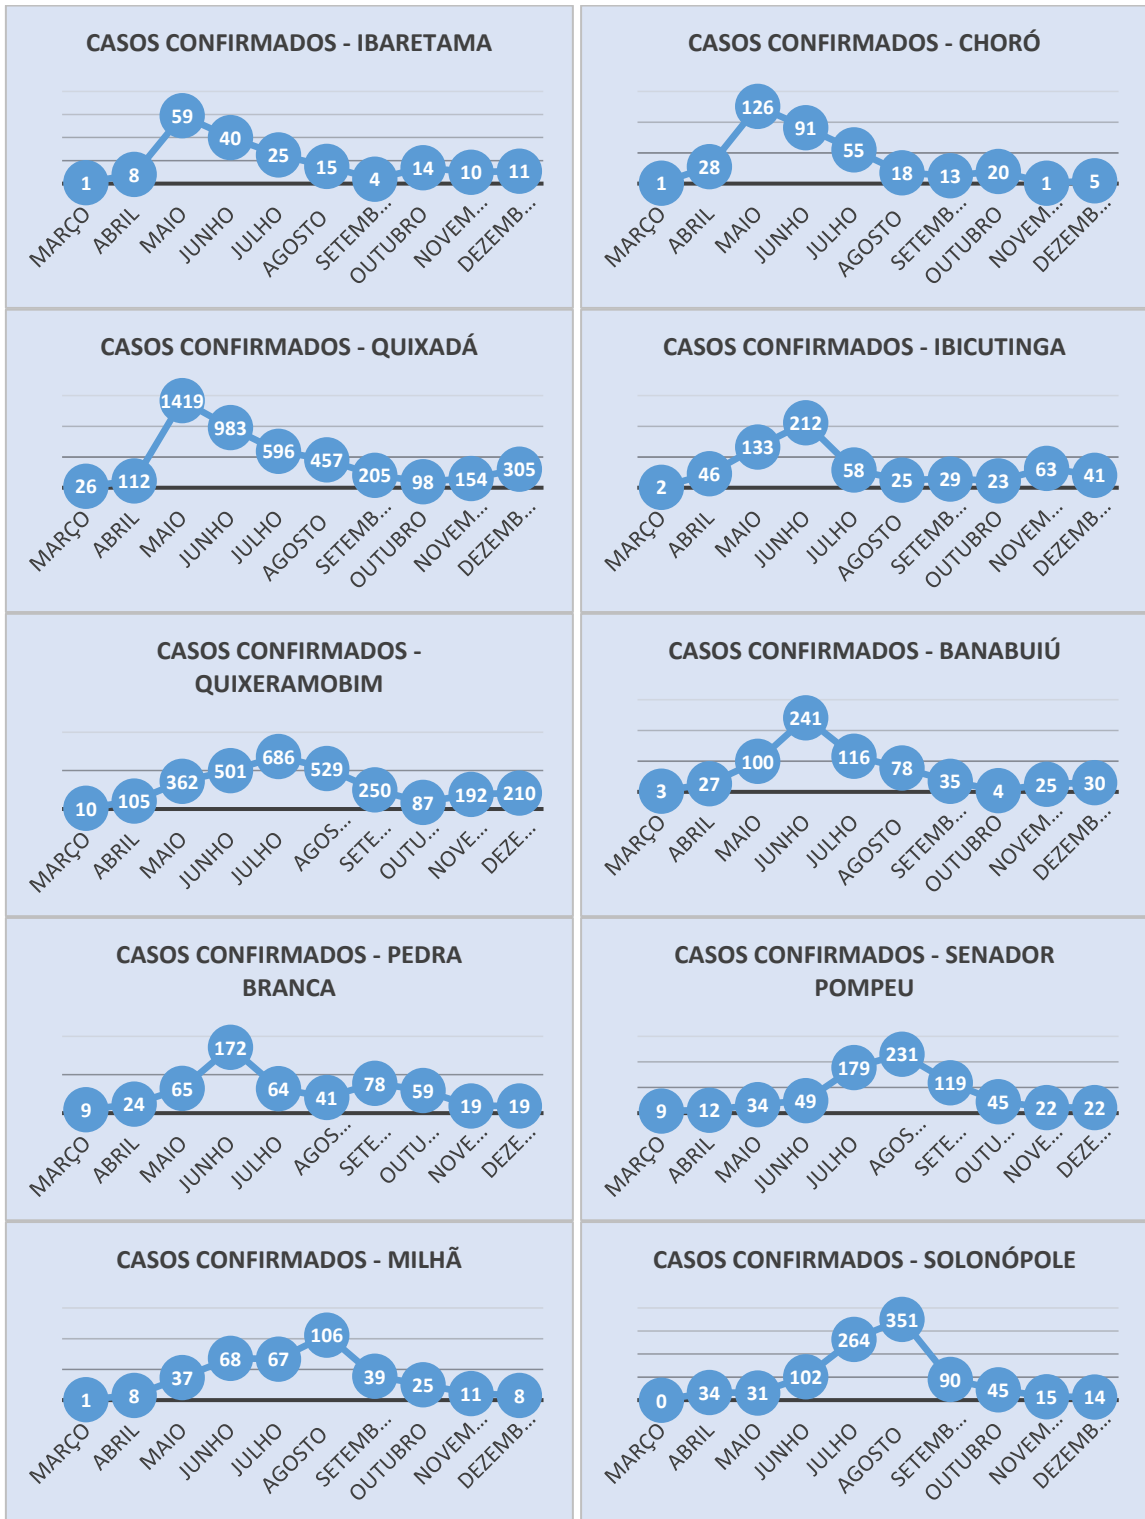 CASOS CONFIRMADOS - IBARETAMA
1 8 59 40 25 15 4 14 10 11
MARÇO ABRIL MAIO JUNHO JULHO AGOSTO SETEMB... OUTUBRO NOVEM... DEZEMB...
CASOS CONFIRMADOS - CHORÓ
1 28 126 91 55 18 13 20 1 5
MARÇO ABRIL MAIO JUNHO JULHO AGOSTO SETEMB... OUTUBRO NOVEM... DEZEMB...
CASOS CONFIRMADOS - QUIXADÁ
26 112 1419 983 596 457 205 98 154 305
MARÇO ABRIL MAIO JUNHO JULHO AGOSTO SETEMB... OUTUBRO NOVEM... DEZEMB...
CASOS CONFIRMADOS - IBICUTINGA
2 46 133 212 58 25 29 23 63 41
MARÇO ABRIL MAIO JUNHO JULHO AGOSTO SETEMB... OUTUBRO NOVEM... DEZEMB...
CASOS CONFIRMADOS -
QUIXERAMOBIM
10 105 362 501 686 529 250 87 192 210
MARÇO ABRIL MAIO JUNHO JULHO AGOS... SETE... OUTU... NOVE... DEZE...
CASOS CONFIRMADOS - BANABUIÚ
3 27 100 241 116 78 35 4 25 30
MARÇO ABRIL MAIO JUNHO JULHO AGOSTO SETEMB... OUTUBRO NOVEM... DEZEMB...
CASOS CONFIRMADOS - PEDRA
BRANCA
9 24 65 172 64 41 78 59 19 19
MARÇO ABRIL MAIO JUNHO JULHO AGOS... SETE... OUTU... NOVE... DEZE...
CASOS CONFIRMADOS - SENADOR
POMPEU
9 12 34 49 179 231 119 45 22 22
MARÇO ABRIL MAIO JUNHO JULHO AGOS... SETE... OUTU... NOVE... DEZE...
CASOS CONFIRMADOS - MILHÃ
1 8 37 68 67 106 39 25 11 8
MARÇO ABRIL MAIO JUNHO JULHO AGOSTO SETEMB... OUTUBRO NOVEM... DEZEMB...
CASOS CONFIRMADOS - SOLONÓPOLE
0 34 31 102 264 351 90 45 15 14
MARÇO ABRIL MAIO JUNHO JULHO AGOSTO SETEMB... OUTUBRO NOVEM... DEZEMB...